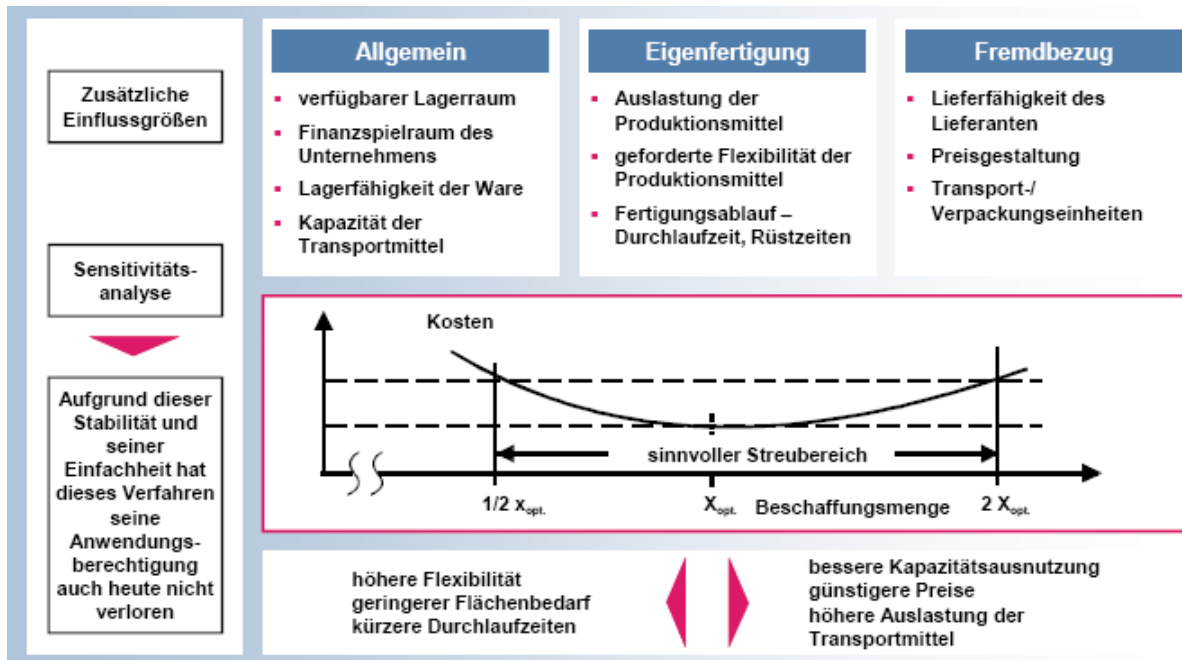 Zusätzliche
Einflussgrößen
Sensitivitäts-
analyse
Aufgrund dieser
Stabilität und
seiner
Einfachheit hat
dieses Verfahren
seine
Anwendungs-
berechtigung
auch heute nicht
verloren
Allgemein
verfügbarer Lagerraum
Finanzspielraum des
Unternehmens
Lagerfähigkeit der Ware
Kapazität der
Transportmittel
Eigenfertigung
Auslastung der
Produktionsmittel
geforderte Flexibilität der
Produktionsmittel
Fertigungsablauf –
Durchlaufzeit, Rüstzeiten
Fremdbezug
Lieferfähigkeit des
Lieferanten
Preisgestaltung
Transport-/
Verpackungseinheiten
Kosten
sinnvoller Streubereich
1/2 x opt.
X opt.
Beschaffungsmenge
2 X opt.
höhere Flexibilität
geringerer Flächenbedarf
kürzere Durchlaufzeiten
bessere Kapazitätsausnutzung
günstigere Preise
höhere Auslastung der
Transportmittel